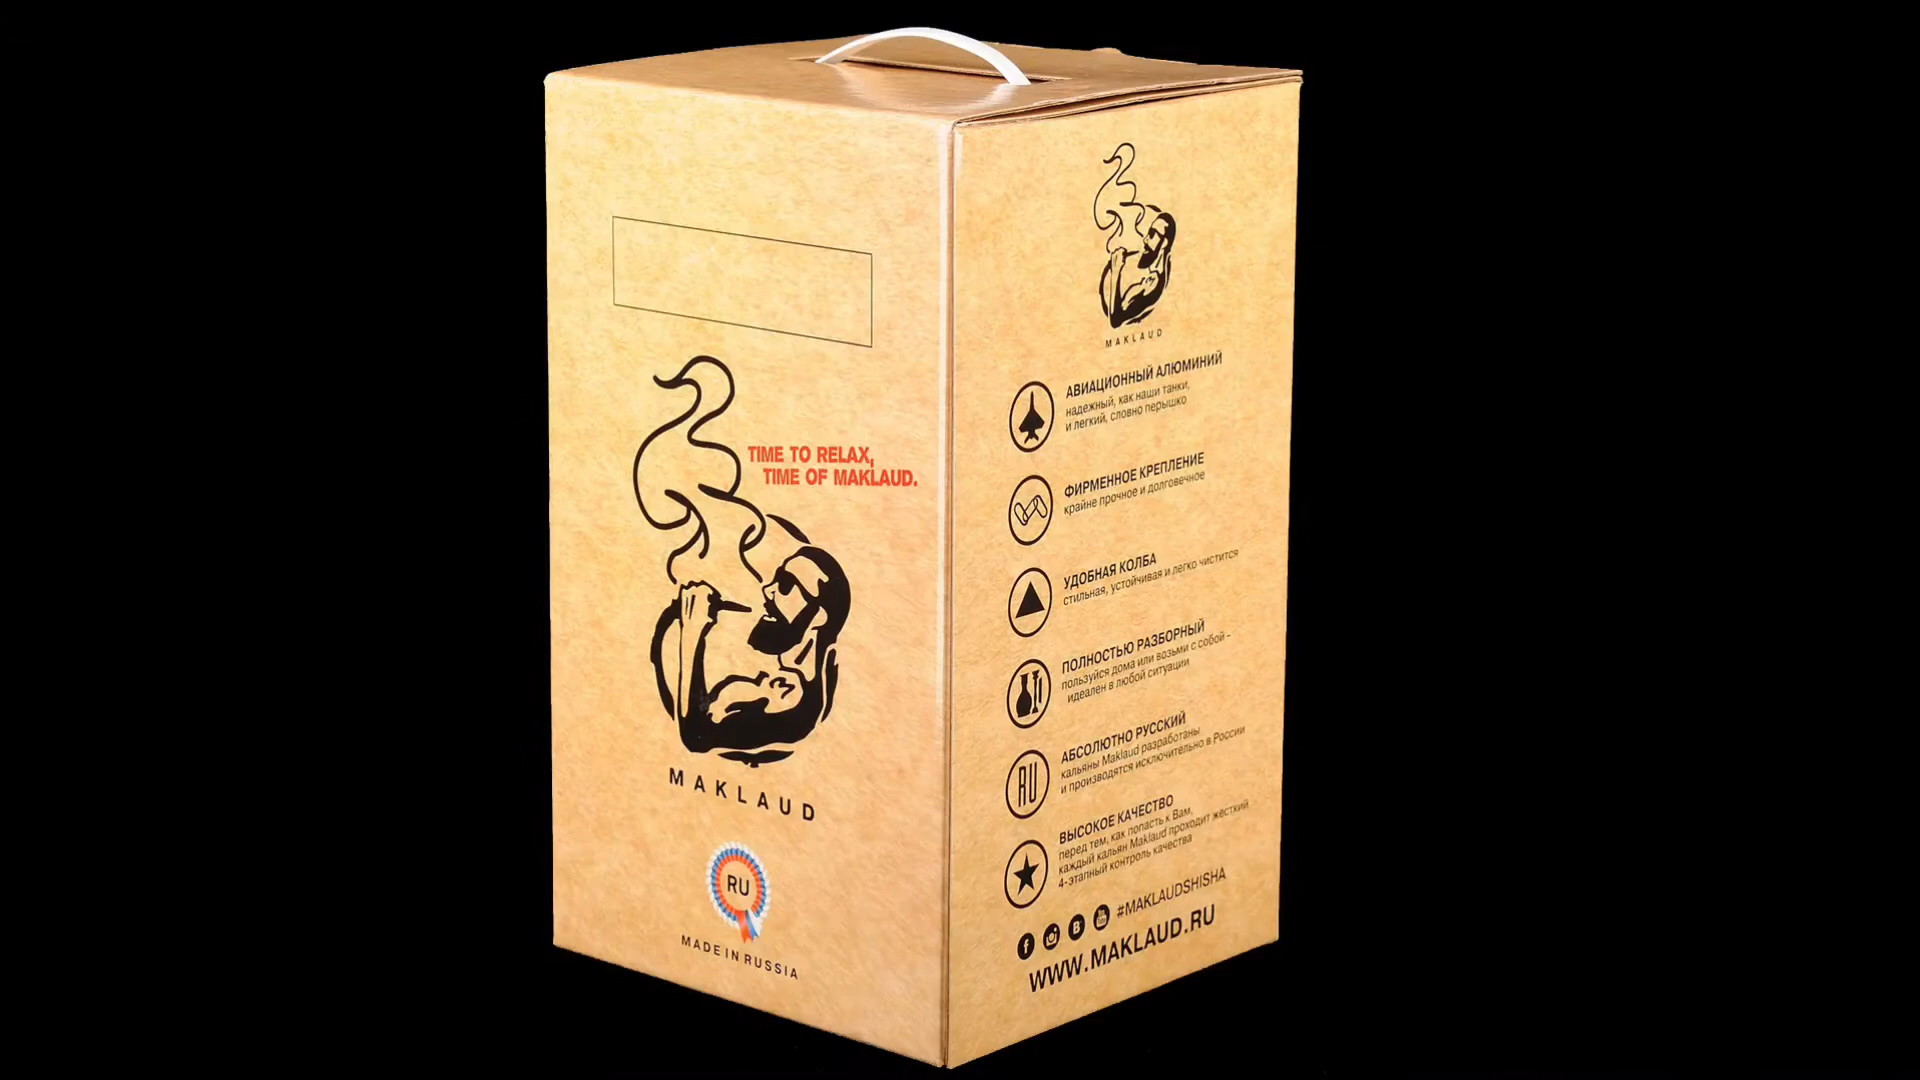 TIME TO RELAX,
TIME OF MAKLAUD.
MAKLAUD
RU
MADE IN RUSSIA
MAKLAUD
АВИАЦИОННЫЙ АЛЮМИНИЙ
надежный, как наши танки,
и легкий, словно перышко
ФИРМЕННОЕ КРЕПЛЕНИЕ
крайне прочное и долговечное
УДОБНАЯ КОЛБА
стильная, устойчивая и легко чистится
ПОЛНОСТЬЮ РАЗБОРНЫЙ
пользуйся дома или возьми с собой -
идеален в любой ситуации
RU
АБСОЛЮТНО РУССКИЙ
кальяны Maklaud разработаны
и производятся исключительно в России
ВЫСОКОЕ КАЧЕСТВО
перед тем, как попасть к Вам,
каждый кальян Maklaud проходит жесткий
4-этапный контроль качества
#MAKLAUDSHISHA
WWW.MAKLAUD.RU